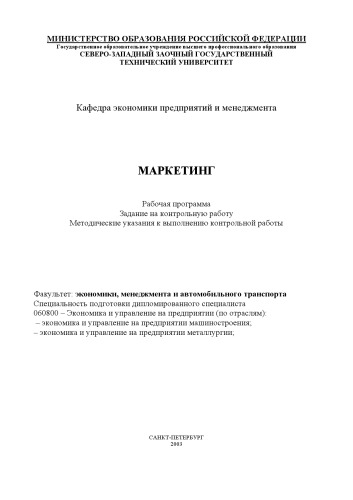 МИНИСТЕРСТВО ОБРАЗОВАНИЯ РОССИЙСКОЙ ФЕДЕРАЦИИ
Государственное образовательное учреждение высшего профессионального образования
СЕВЕРО-ЗАПАДНЫЙ ЗАОЧНЫЙ ГОСУДАРСТВЕННЫЙ
ТЕХНИЧЕСКИЙ УНИВЕРСИТЕТ
Кафедра экономики предприятий и менеджмента
МАРКЕТИНГ
Рабочая программа
Задание на контрольную работу
Методические указания к выполнению контрольной работы
Факультет: экономики, менеджмента и автомобильного транспорта
Специальность подготовки дипломированного специалиста
060800 – Экономика и управление на предприятии (по отраслям):
– экономика и управление на предприятии машиностроения;
– экономика и управление на предприятии металлургии;
САНКТ-ПЕТЕРБУРГ
2003